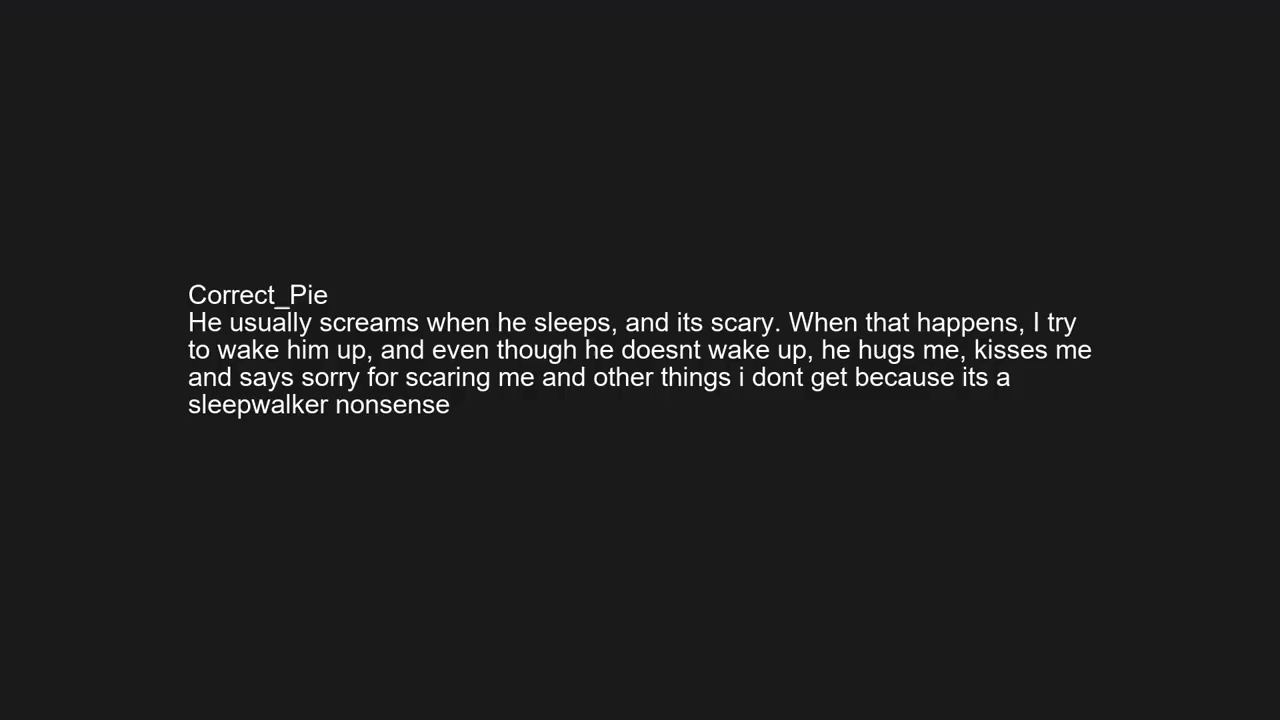 Correct_Pie
He usually screams when he sleeps, and its scary. When that happens, I try
to wake him up, and even though he doesnt wake up, he hugs me, kisses me
and says sorry for scaring me and other things i dont get because its a
sleepwalker nonsense